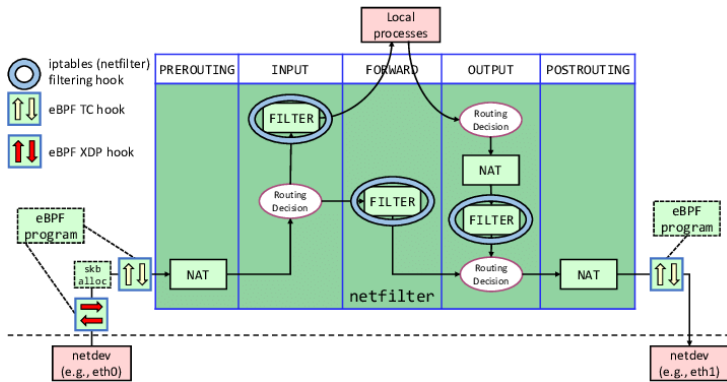 Local
processes
iptables (netfilter)
filtering hook
eBPF TC hook
eBPF XDP hook
PREROUTING
INPUT
FORWARD
OUTPUT
POSTROUTING
FILTER
Routing
Decision
NAT
Routing
Decision
FILTER
FILTER
eBPF
program
eBPF
program
skb
alloc
NAT
Routing
Decision
NAT
netfilter
netdev
(e.g., eth0)
netdev
(e.g., eth1)